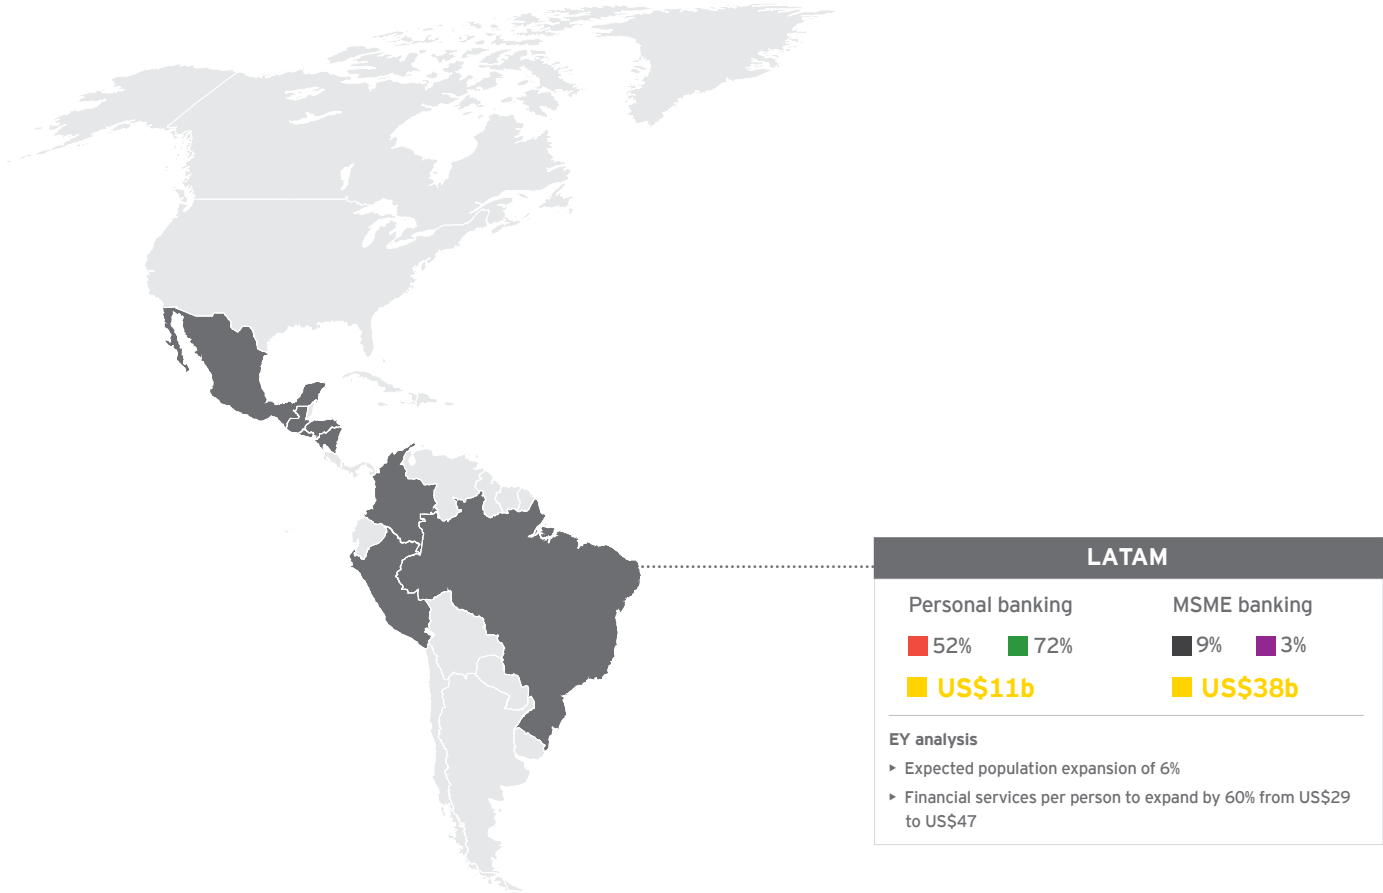 LATAM
Personal banking
MSME banking
52%
72%
9%
3%
US$11b
US$38b
EY analysis
▸ Expected population expansion of 6%
▸ Financial services per person to expand by 60% from US$29
to US$47